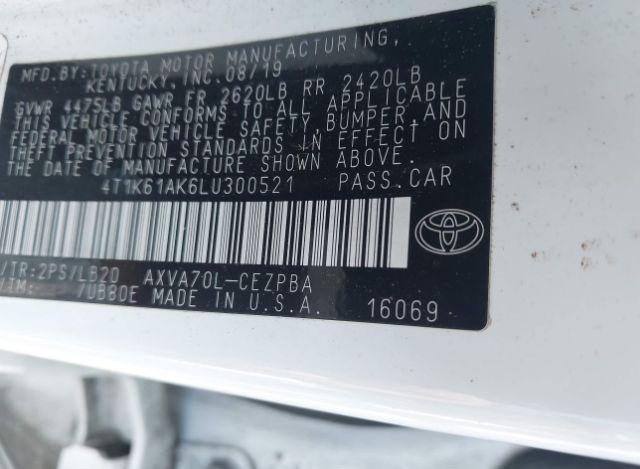 MFD.BY:TOYOTA MOTOR MANUFACTURING,
KENTUCKY, INC. 08/19
GVWR 4475LB GAWR FR 2620LB RR 2420LB
THIS VEHICLE CONFORMS TO ALL APPLICABLE
FEDERAL MOTOR VEHICLE SAFETY, BUMPER, AND
THEFT PREVENTION STANDARDS IN EFFECT ON
THE DATE OF MANUFACTURE SHOWN ABOVE.
4T1K61AK6LU300521 PASS.CAR
/TR:2PS/LB20 AXVA70L-CEZPBA
/IM: 7UB80E MADE IN U.S.A. 16069